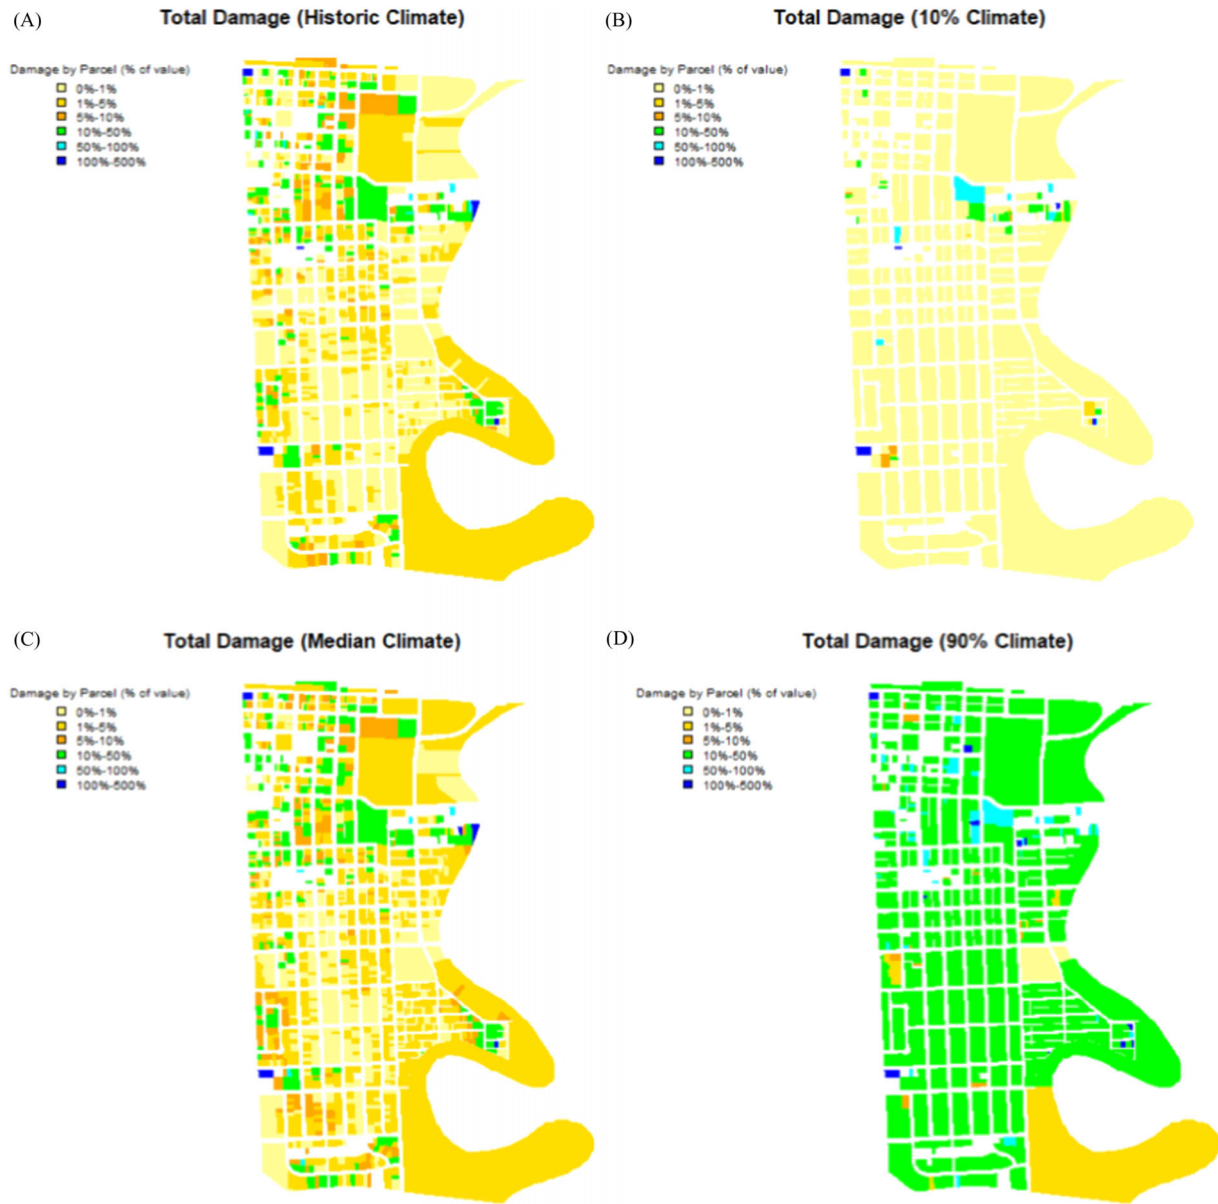 (A)
Total Damage (Historic Climate)
Damage by Parcel (% of value)
0%-1%
1%-5%
5%-10%
10%-50%
50%-100%
100%-500%
(B)
Total Damage (10% Climate)
Damage by Parcel (% of value)
0%-1%
1%-5%
5%-10%
10%-50%
50%-100%
100%-500%
(C)
Total Damage (Median Climate)
Damage by Parcel (% of value)
0%-1%
1%-5%
5%-10%
10%-50%
50%-100%
100%-500%
(D)
Total Damage (90% Climate)
Damage by Parcel (% of value)
0%-1%
1%-5%
5%-10%
10%-50%
50%-100%
100%-500%